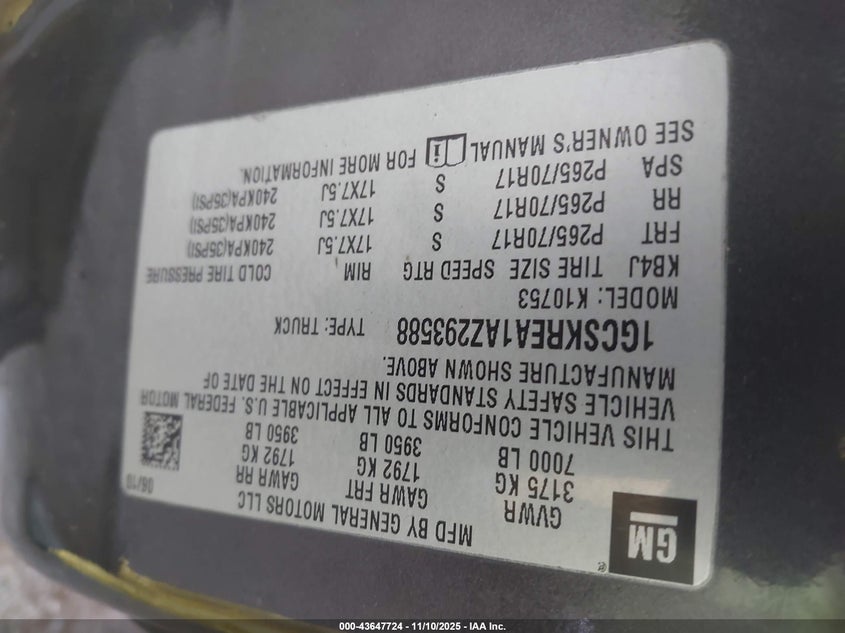 GM
®
MFD BY GENERAL MOTORS LLC
06/10
GVWR GAWR FRT GAWR RR
3175 KG 1792 KG 1792 KG
7000 LB 3950 LB 3950 LB
THIS VEHICLE CONFORMS TO ALL APPLICABLE U.S. FEDERAL MOTOR
VEHICLE SAFETY STANDARDS IN EFFECT ON THE DATE OF
MANUFACTURE SHOWN ABOVE.
1GCSKREA1AZ293588 TYPE: TRUCK
MODEL: K10753
KB4J TIRE SIZE SPEED RTG RIM COLD TIRE PRESSURE
FRT P265/70R17 S 17X7.5J 240KPA(35PSI)
RR P265/70R17 S 17X7.5J 240KPA(35PSI)
SPA P265/70R17 S 17X7.5J 240KPA(35PSI)
SEE OWNER'S MANUAL FOR MORE INFORMATION.
000-43647724 - 11/10/2025 - IAA Inc.